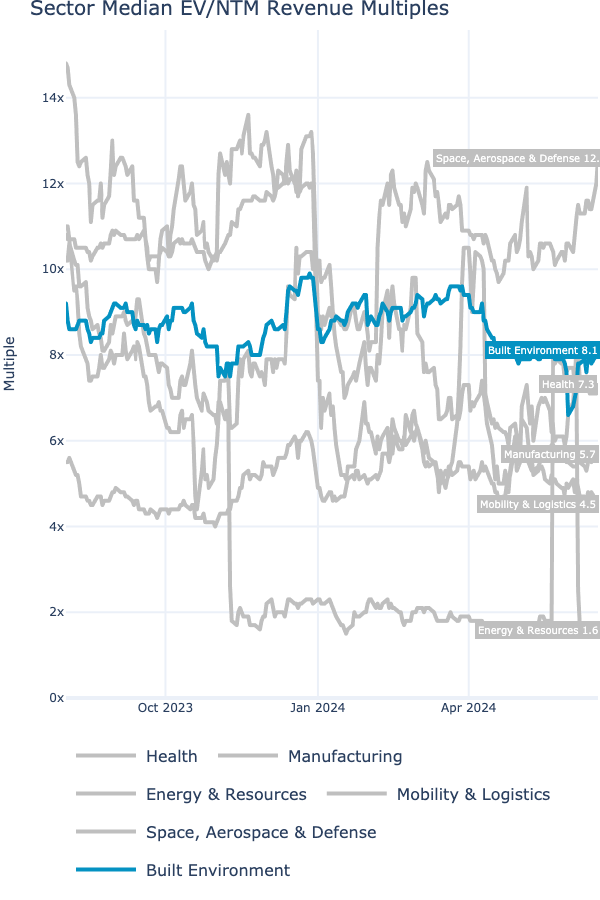 Sector Median EV/NTM Revenue Multiples
14x
12x
10x
8x
6x
4x
2x
0x
Multiple
Space, Aerospace & Defense 12.
Built Environment 8.1
Health 7.3
Manufacturing 5.7
Mobility & Logistics 4.5
Energy & Resources 1.6
Oct 2023
Jan 2024
Apr 2024
Health
Manufacturing
Energy & Resources
Mobility & Logistics
Space, Aerospace & Defense
Built Environment